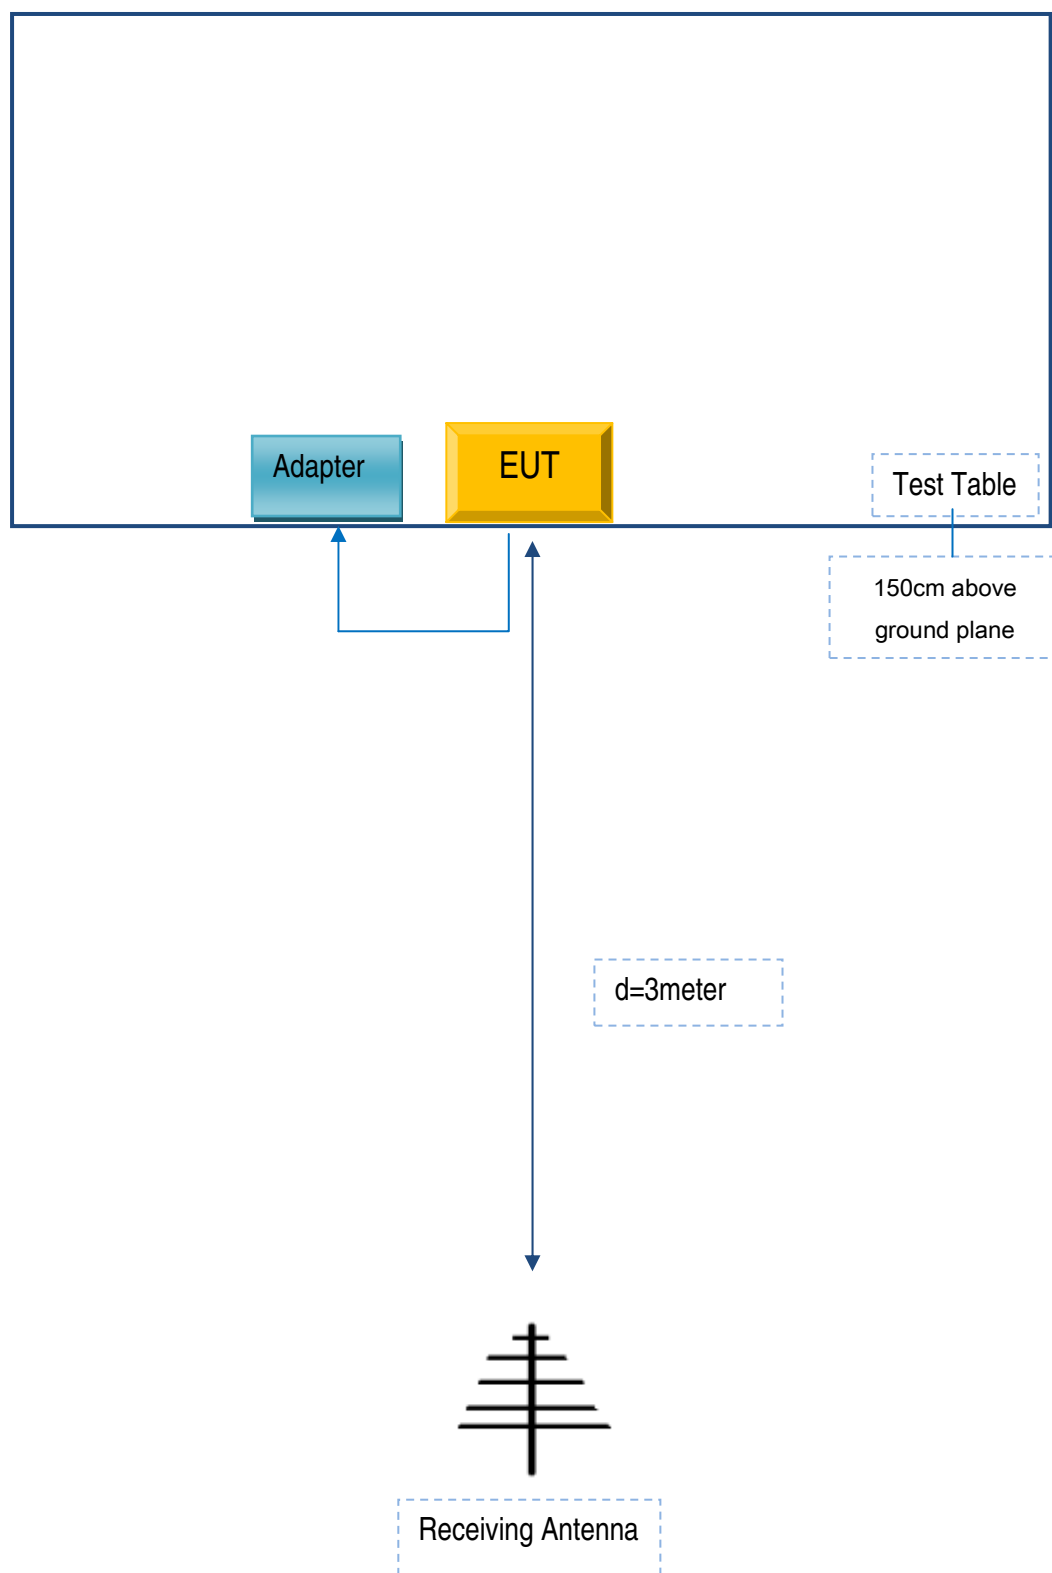 Adapter
EUT
Test Table
150cm above
ground plane
d=3meter
Receiving Antenna